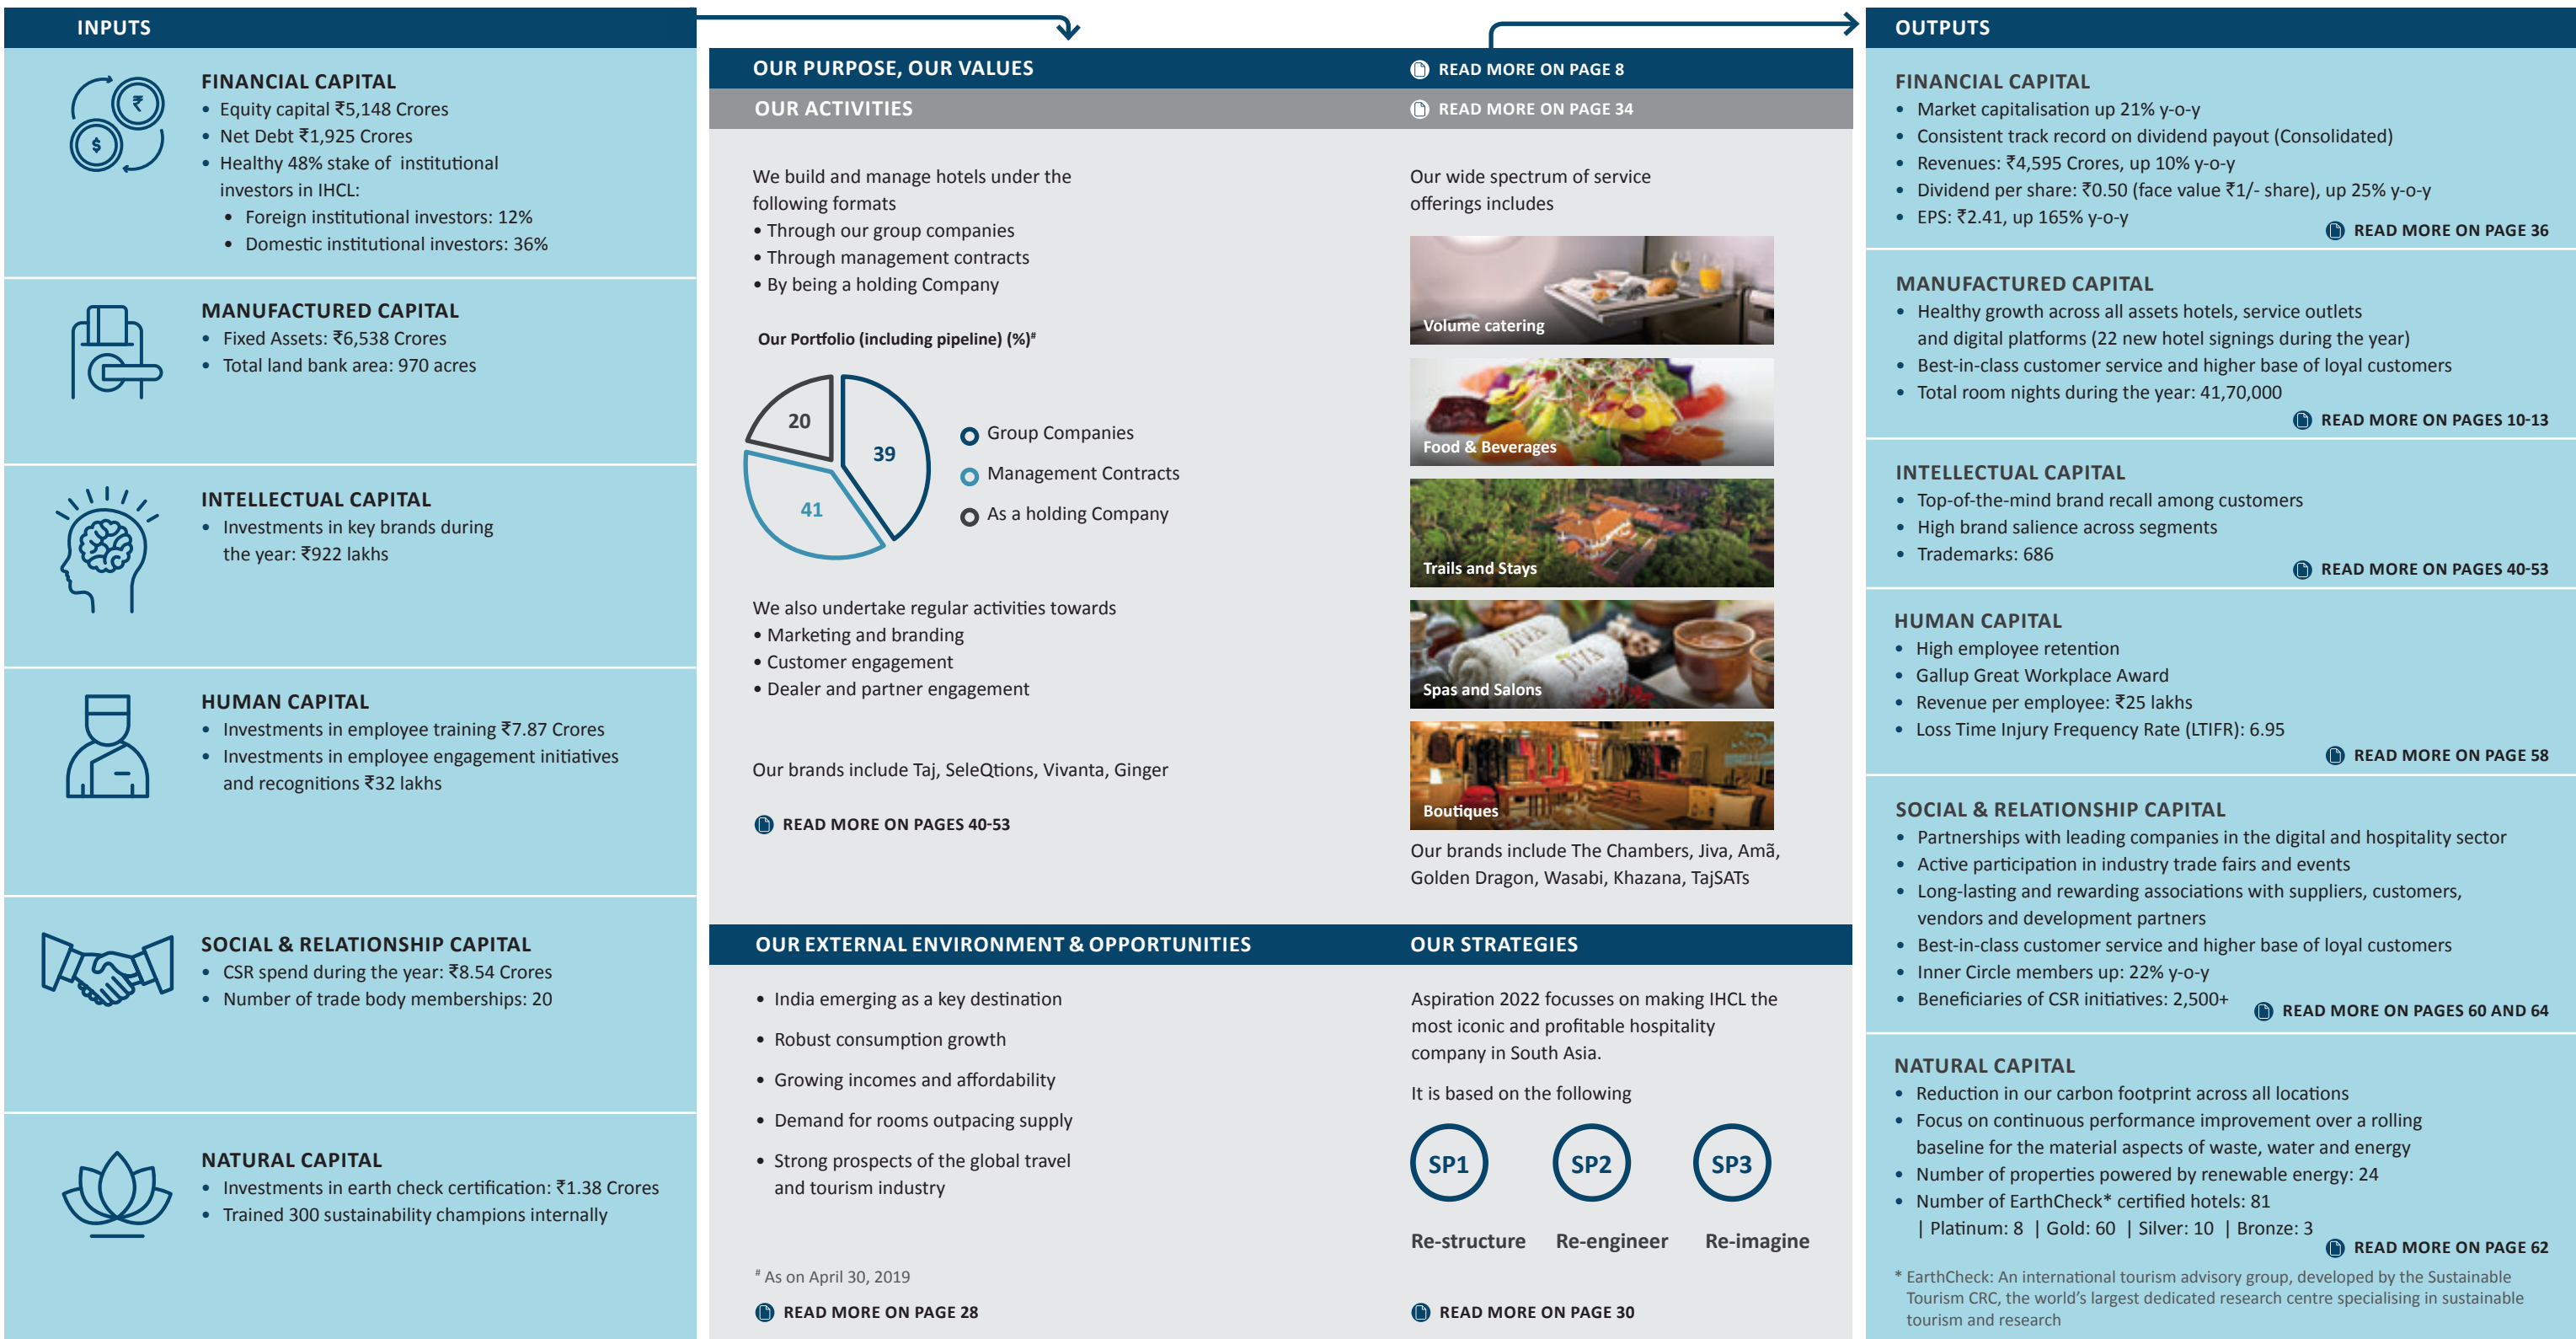 INPUTS
FINANCIAL CAPITAL
• Equity capital ₹5,148 Crores
• Net Debt ₹1,925 Crores
• Healthy 48% stake of institutional
investors in IHCL:
• Foreign institutional investors: 12%
• Domestic institutional investors: 36%
MANUFACTURED CAPITAL
• Fixed Assets: ₹6,538 Crores
• Total land bank area: 970 acres
INTELLECTUAL CAPITAL
• Investments in key brands during
the year: ₹922 lakhs
HUMAN CAPITAL
• Investments in employee training ₹7.87 Crores
• Investments in employee engagement initiatives
and recognitions ₹32 lakhs
SOCIAL & RELATIONSHIP CAPITAL
• CSR spend during the year: ₹8.54 Crores
• Number of trade body memberships: 20
NATURAL CAPITAL
• Investments in earth check certification: ₹1.38 Crores
• Trained 300 sustainability champions internally
OUR PURPOSE, OUR VALUES
READ MORE ON PAGE 8
OUR ACTIVITIES
READ MORE ON PAGE 34
We build and manage hotels under the
following formats
• Through our group companies
• Through management contracts
• By being a holding Company
Our Portfolio (including pipeline) (%)#
20
39
41
Group Companies
Management Contracts
As a holding Company
We also undertake regular activities towards
• Marketing and branding
• Customer engagement
• Dealer and partner engagement
Our brands include Taj, SeleQtions, Vivanta, Ginger
READ MORE ON PAGES 40-53
Our wide spectrum of service
offerings includes
Volume catering
Food & Beverages
Trails and Stays
JIVA
JIVA
Spas and Salons
Boutiques
Our brands include The Chambers, Jiva, Amã,
Golden Dragon, Wasabi, Khazana, TajSATs
OUR EXTERNAL ENVIRONMENT & OPPORTUNITIES
• India emerging as a key destination
• Robust consumption growth
• Growing incomes and affordability
• Demand for rooms outpacing supply
• Strong prospects of the global travel
and tourism industry
# As on April 30, 2019
READ MORE ON PAGE 28
OUR STRATEGIES
Aspiration 2022 focusses on making IHCL the
most iconic and profitable hospitality
company in South Asia.
It is based on the following
SP1 SP2 SP3
Re-structure Re-engineer Re-imagine
READ MORE ON PAGE 30
OUTPUTS
FINANCIAL CAPITAL
• Market capitalisation up 21% y-o-y
• Consistent track record on dividend payout (Consolidated)
• Revenues: ₹4,595 Crores, up 10% y-o-y
• Dividend per share: ₹0.50 (face value ₹1/- share), up 25% y-o-y
• EPS: ₹2.41, up 165% y-o-y
READ MORE ON PAGE 36
MANUFACTURED CAPITAL
• Healthy growth across all assets hotels, service outlets
and digital platforms (22 new hotel signings during the year)
• Best-in-class customer service and higher base of loyal customers
• Total room nights during the year: 41,70,000
READ MORE ON PAGES 10-13
INTELLECTUAL CAPITAL
• Top-of-the-mind brand recall among customers
• High brand salience across segments
• Trademarks: 686
READ MORE ON PAGES 40-53
HUMAN CAPITAL
• High employee retention
• Gallup Great Workplace Award
• Revenue per employee: ₹25 lakhs
• Loss Time Injury Frequency Rate (LTIFR): 6.95
READ MORE ON PAGE 58
SOCIAL & RELATIONSHIP CAPITAL
• Partnerships with leading companies in the digital and hospitality sector
• Active participation in industry trade fairs and events
• Long-lasting and rewarding associations with suppliers, customers,
vendors and development partners
• Best-in-class customer service and higher base of loyal customers
• Inner Circle members up: 22% y-o-y
• Beneficiaries of CSR initiatives: 2,500+
READ MORE ON PAGES 60 AND 64
NATURAL CAPITAL
• Reduction in our carbon footprint across all locations
• Focus on continuous performance improvement over a rolling
baseline for the material aspects of waste, water and energy
• Number of properties powered by renewable energy: 24
• Number of EarthCheck* certified hotels: 81
| Platinum: 8 | Gold: 60 | Silver: 10 | Bronze: 3
READ MORE ON PAGE 62
* EarthCheck: An international tourism advisory group, developed by the Sustainable
Tourism CRC, the world's largest dedicated research centre specialising in sustainable
tourism and research